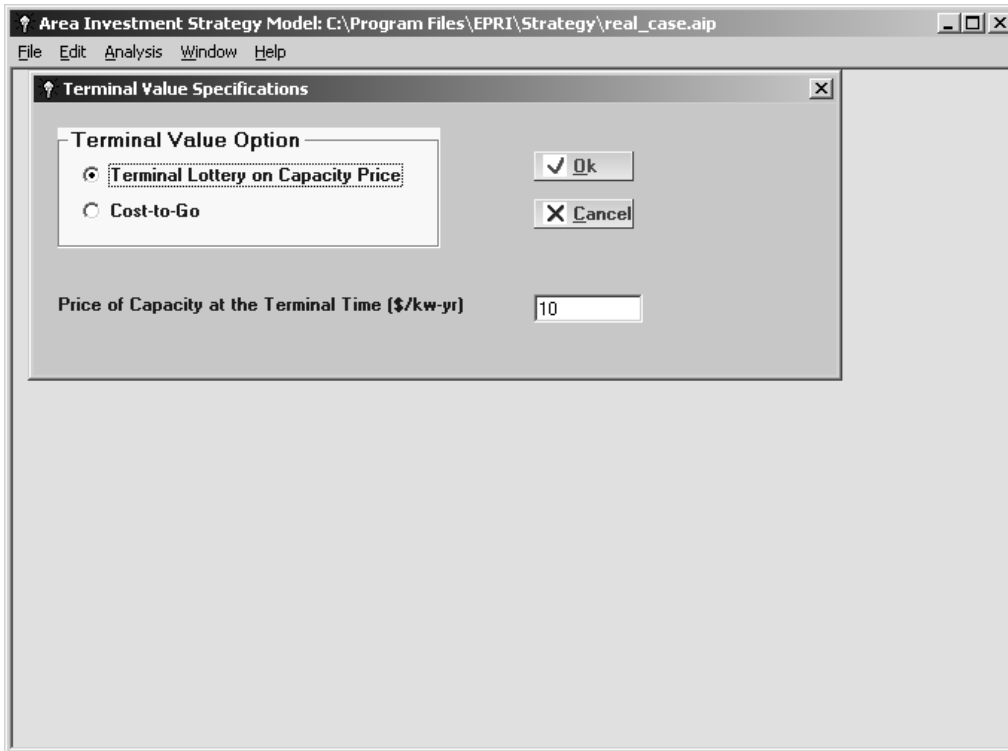 Area Investment Strategy Model: C:\Program Files\EPRI\Strategy\real_case.aip
File Edit Analysis Window Help
Terminal Value Specifications
Terminal Value Option
Terminal Lottery on Capacity Price
Cost-to-Go
Ok
Cancel
Price of Capacity at the Terminal Time ($/kw-yr)
10